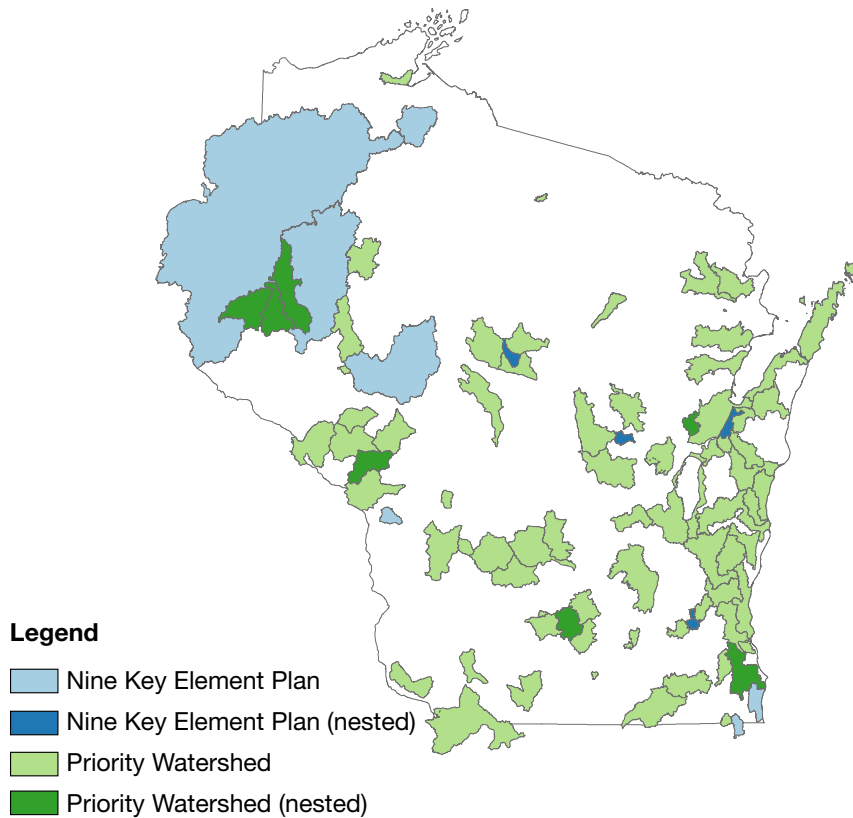 Legend
Nine Key Element Plan
Nine Key Element Plan (nested)
Priority Watershed
Priority Watershed (nested)